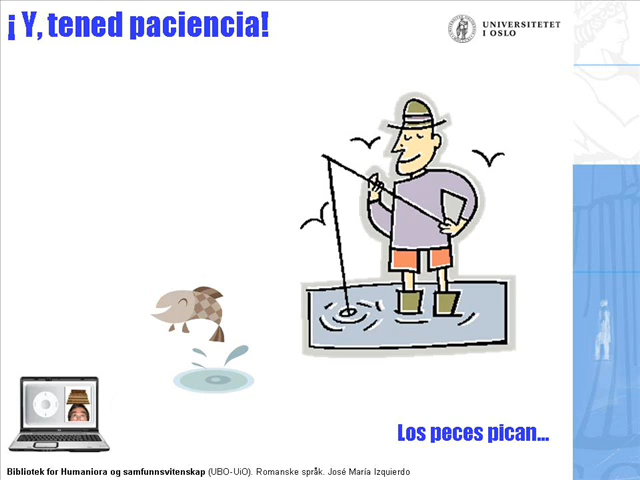 ¡ Y, tened paciencia!
UNIVERSITETET
I OSLO
Los peces pican...
Bibliotek for Humaniora og samfunnsvitenskap (UBO-UiO). Romanske språk. José María Izquierdo